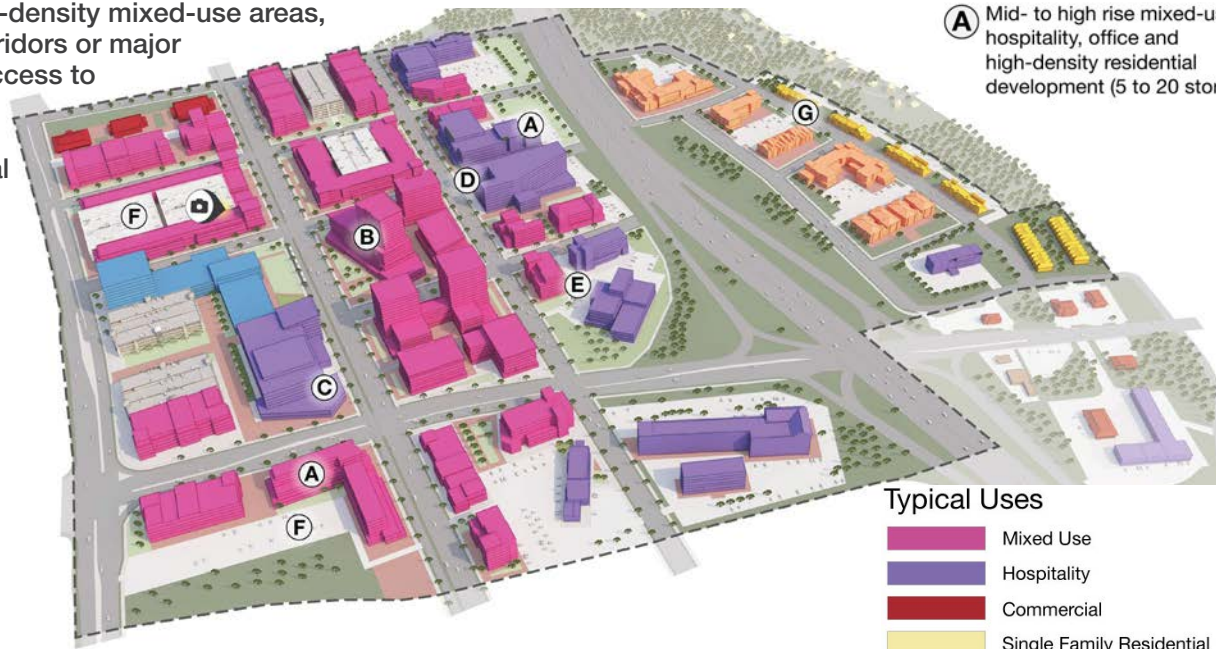 -density mixed-use areas,
ridors or major
ccess to
al
A Mid- to high rise mixed-us
hospitality, office and
high-density residential
development (5 to 20 stor
G
A
D
F
B
E
C
A
F
Typical Uses
Mixed Use
Hospitality
Commercial
Single Family Residential